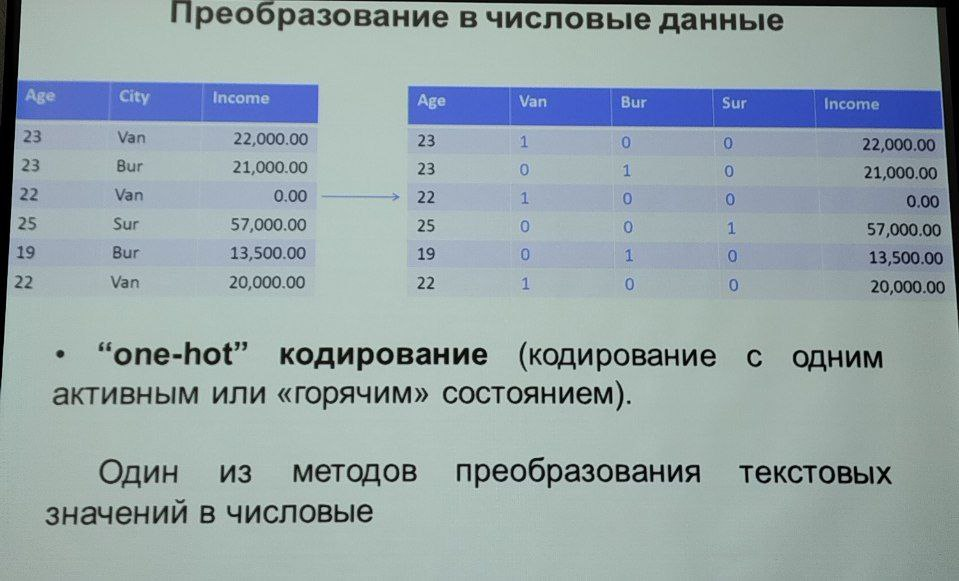 Преобразование в числовые данные
Age City Income
23 Van 22,000.00
23 Bur 21,000.00
22 Van 0.00
25 Sur 57,000.00
19 Bur 13,500.00
22 Van 20,000.00
Age Van Bur Sur Income
23 1 0 0 22,000.00
23 0 1 0 21,000.00
22 1 0 0 0.00
25 0 0 1 57,000.00
19 0 1 0 13,500.00
22 1 0 0 20,000.00
• “one-hot” кодирование (кодирование с одним
активным или «горячим» состоянием).
Один из методов преобразования текстовых
значений в числовые